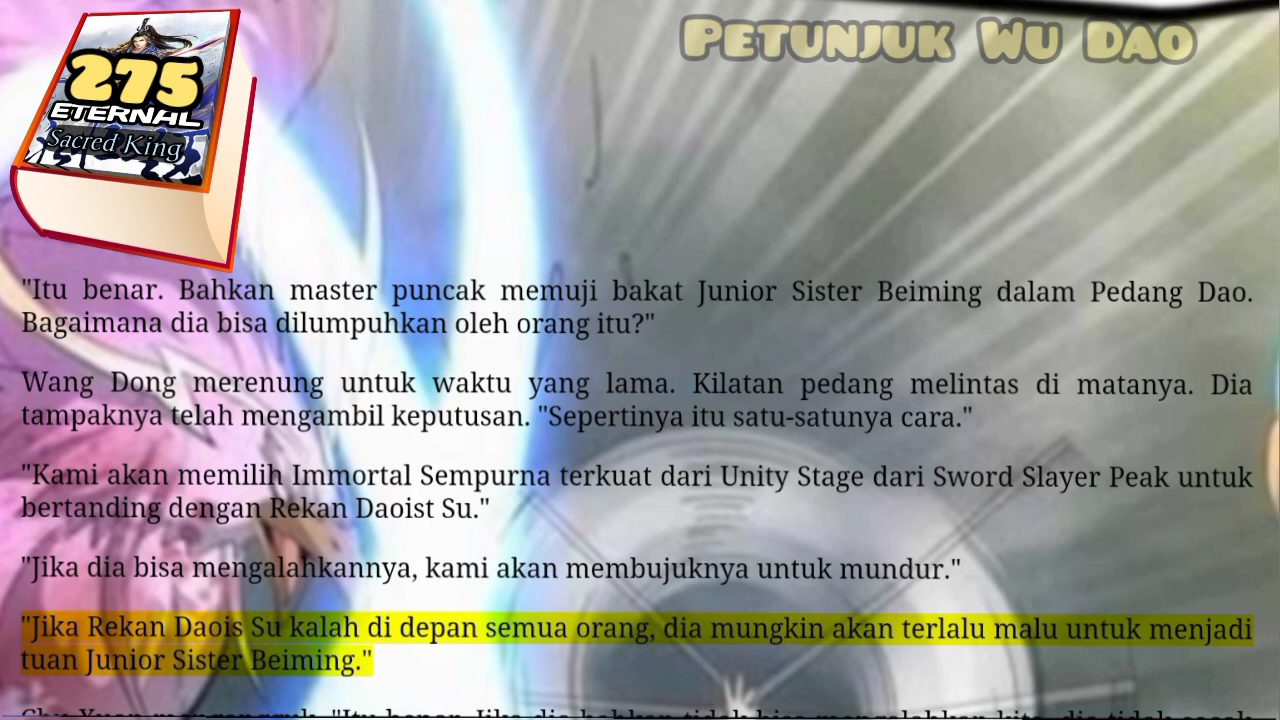 Petunjuk Wu Dao
275
ETERNAL
Sacred King
"Itu benar. Bahkan master puncak memuji bakat Junior Sister Beiming dalam Pedang Dao.
Bagaimana dia bisa dilumpuhkan oleh orang itu?"
Wang Dong merenung untuk waktu yang lama. Kilatan pedang melintas di matanya. Dia
tampaknya telah mengambil keputusan. "Sepertinya itu satu-satunya cara."
"Kami akan memilih Immortal Sempurna terkuat dari Unity Stage dari Sword Slayer Peak untuk
bertanding dengan Rekan Daoist Su."
"Jika dia bisa mengalahkannya, kami akan membujuknya untuk mundur."
"Jika Rekan Daois Su kalah di depan semua orang, dia mungkin akan terlalu malu untuk menjadi
tuan Junior Sister Beiming."